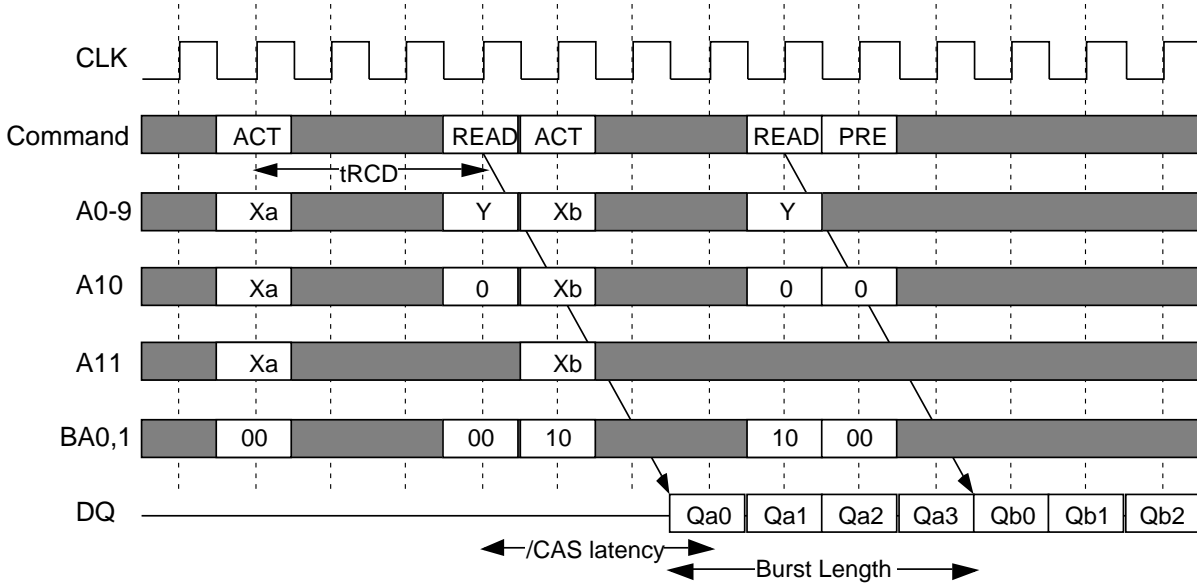 CLK
Command ACT READ ACT READ PRE
tRCD
A0-9 Xa Y Xb Y
A10 Xa 0 Xb 0 0
A11 Xa Xb
BA0,1 00 00 10 10 00
DQ Qa0 Qa1 Qa2 Qa3 Qb0 Qb1 Qb2
/CAS latency
Burst Length